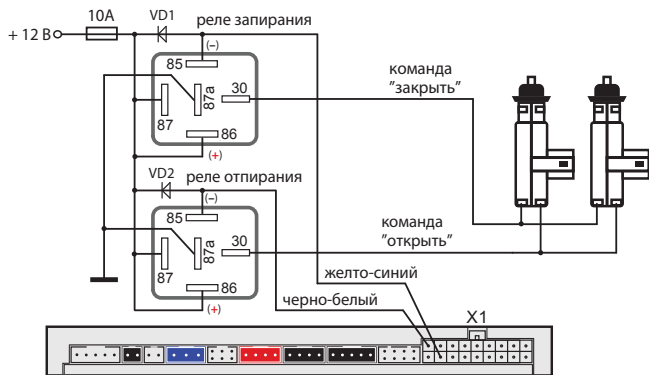 10А
VD1
реле запирания
+ 12 В
(–)
85
30
87а
87
86
(+)
команда
"закрыть"
VD2
реле отпирания
(–)
85
30
87а
87
86
(+)
команда
"открыть"
желто-синий
черно-белый
X1